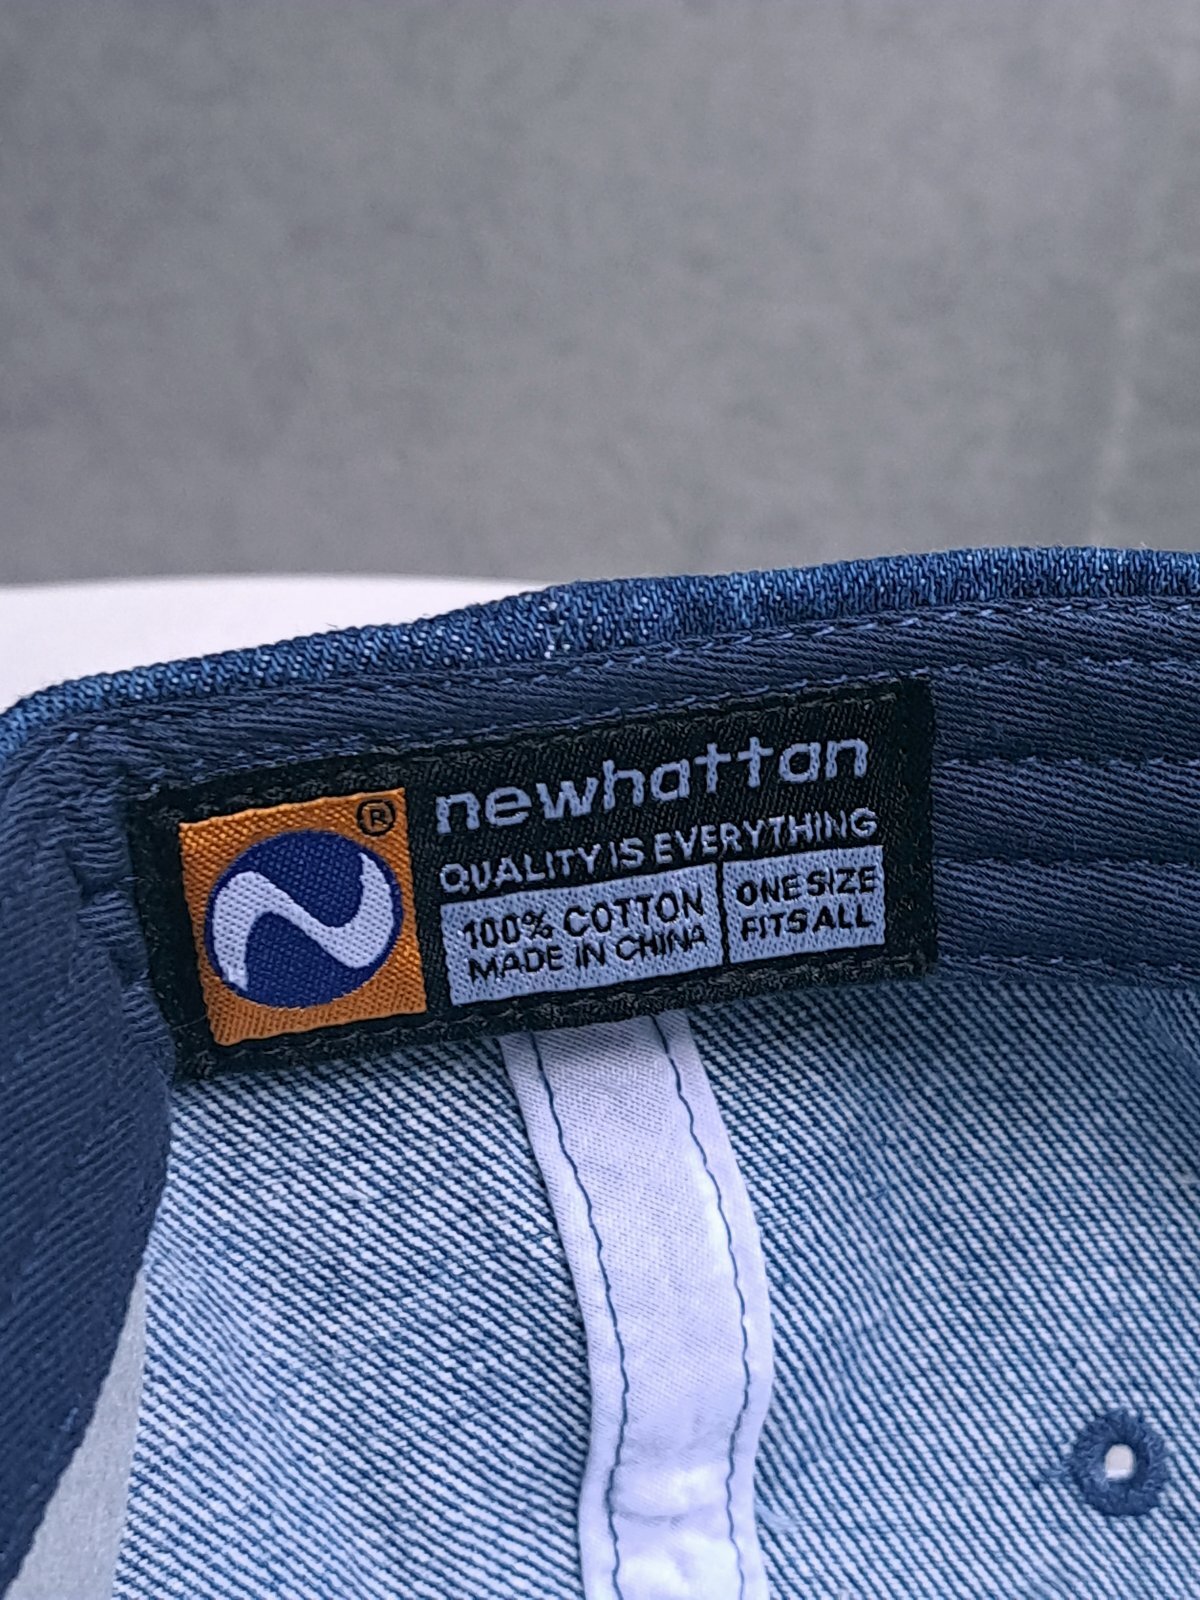 ®
newhattan
QUALITY IS EVERYTHING
100% COTTON
MADE IN CHINA
ONE SIZE
FITS ALL